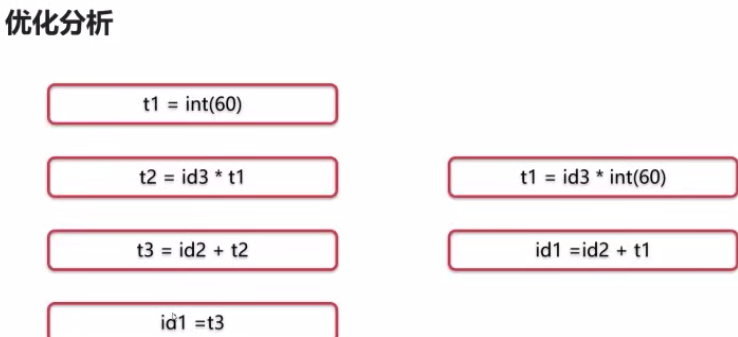 优化分析
t1 = int(60)
t2 = id3 * t1
t3 = id2 + t2
id1 =t3
t1 = id3 * int(60)
id1 =id2 + t1